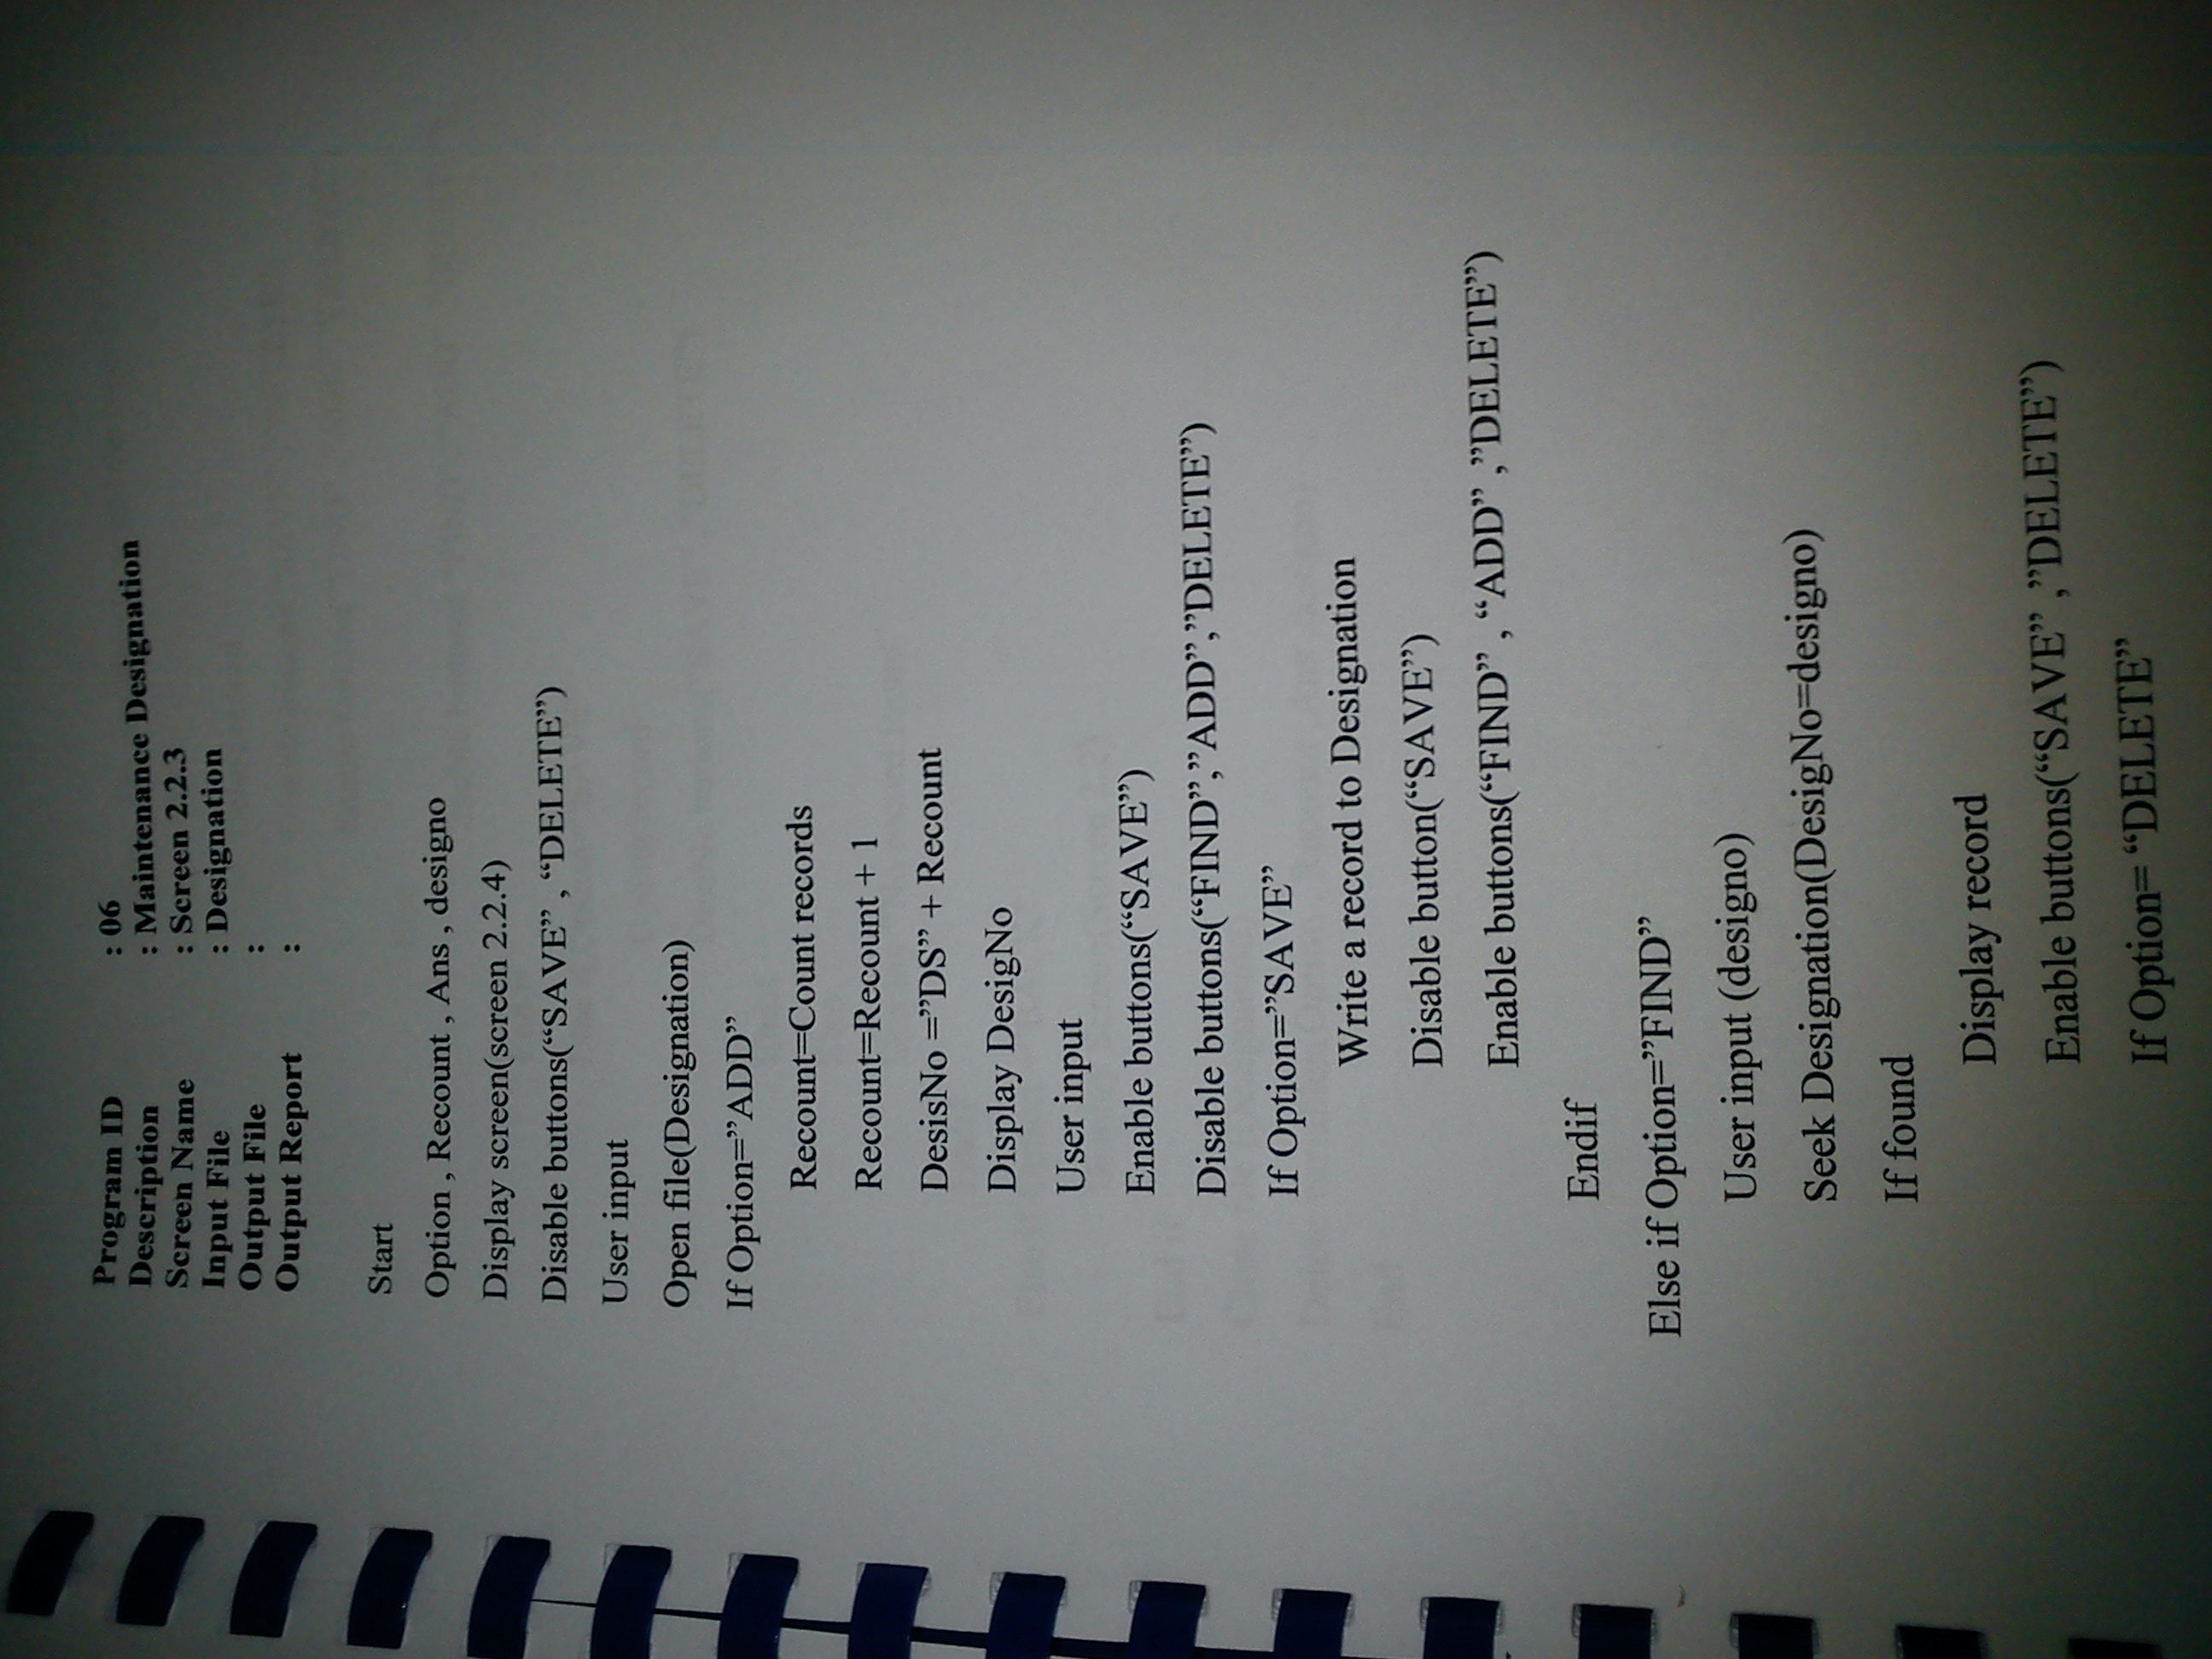 Program ID : 06
Description : Maintenance Designation
Screen Name : Screen 2.2.3
Input File : Designation
Output File :
Output Report :
Start
Option , Recount , Ans , designo
Display screen(screen 2.2.4)
Disable buttons(“SAVE” , “DELETE”)
User input
Open file(Designation)
If Option=”ADD”
Recount=Count records
Recount=Recount + 1
DesisNo =”DS” + Recount
Display DesigNo
User input
Enable buttons(“SAVE”)
Disable buttons(“FIND”,”ADD”,”DELETE”)
If Option=”SAVE”
Write a record to Designation
Disable button(“SAVE”)
Enable buttons(“FIND” , “ADD” ,”DELETE”)
Endif
Else if Option=”FIND”
User input (designo)
Seek Designation(DesigNo=designo)
If found
Display record
Enable buttons(“SAVE” ,”DELETE”)
If Option= “DELETE”